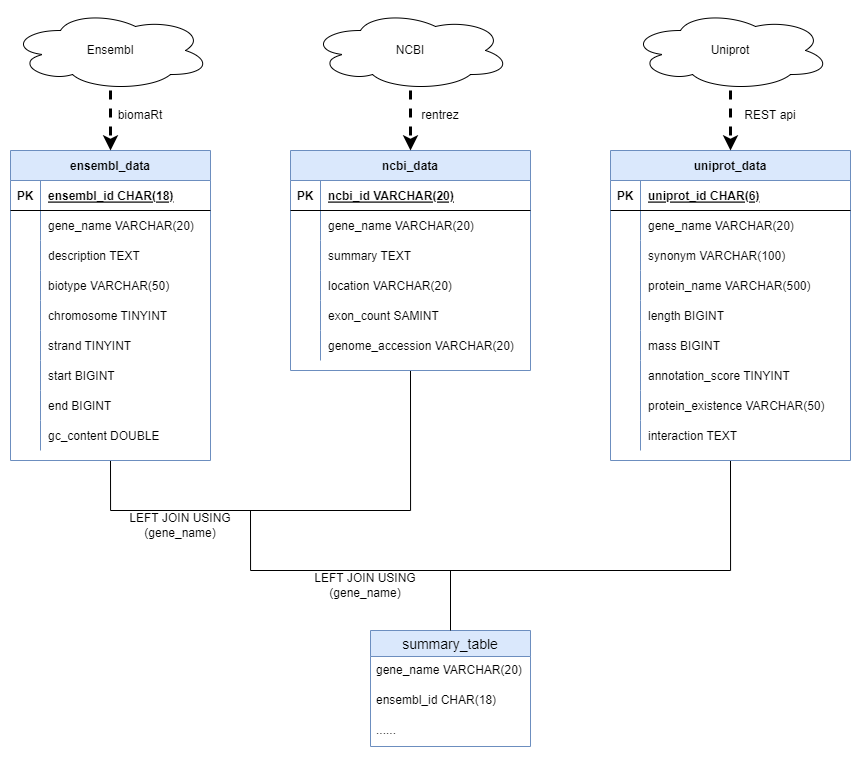 Ensembl
NCBI
Uniprot
biomaRt
rentrez
REST api
ensembl_data
PK ensembl_id CHAR(18)
gene_name VARCHAR(20)
description TEXT
biotype VARCHAR(50)
chromosome TINYINT
strand TINYINT
start BIGINT
end BIGINT
gc_content DOUBLE
ncbi_data
PK ncbi_id VARCHAR(20)
gene_name VARCHAR(20)
summary TEXT
location VARCHAR(20)
exon_count SAMINT
genome_accession VARCHAR(20)
uniprot_data
PK uniprot_id CHAR(6)
gene_name VARCHAR(20)
synonym VARCHAR(100)
protein_name VARCHAR(500)
length BIGINT
mass BIGINT
annotation_score TINYINT
protein_existence VARCHAR(50)
interaction TEXT
LEFT JOIN USING
(gene_name)
LEFT JOIN USING
(gene_name)
summary_table
gene_name VARCHAR(20)
ensembl_id CHAR(18)
......